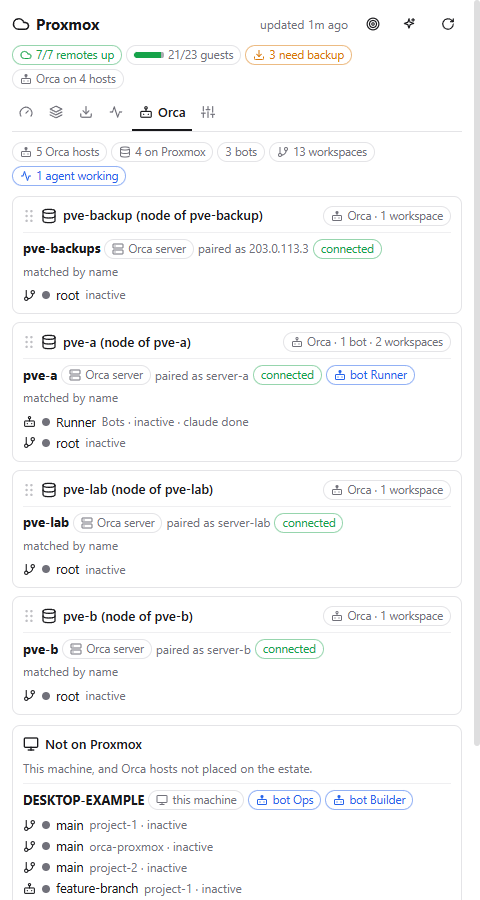 Proxmox updated 1m ago
7/7 remotes up 21/23 guests 3 need backup
Orca on 4 hosts
Orca
5 Orca hosts 4 on Proxmox 3 bots 13 workspaces
1 agent working
pve-backup (node of pve-backup) Orca · 1 workspace
pve-backups Orca server paired as 203.0.113.3 connected
matched by name
root inactive
pve-a (node of pve-a) Orca · 1 bot · 2 workspaces
pve-a Orca server paired as server-a connected bot Runner
matched by name
Runner Bots · inactive · claude done
root inactive
pve-lab (node of pve-lab) Orca · 1 workspace
pve-lab Orca server paired as server-lab connected
matched by name
root inactive
pve-b (node of pve-b) Orca · 1 workspace
pve-b Orca server paired as server-b connected
matched by name
root inactive
Not on Proxmox
This machine, and Orca hosts not placed on the estate.
DESKTOP-EXAMPLE this machine bot Ops bot Builder
main project-1 · inactive
main orca-proxmox · inactive
main project-2 · inactive
feature-branch project-1 · inactive